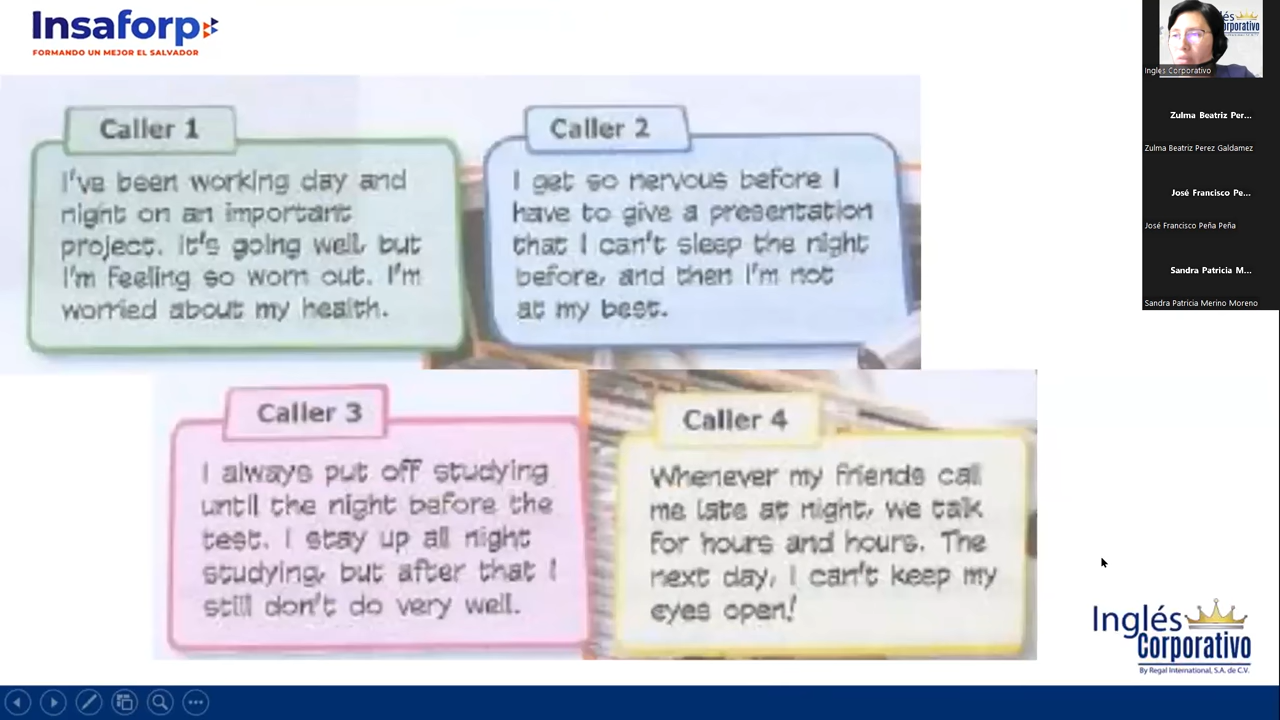 Insaforp
FORMANDO UN MEJOR EL SALVADOR
Caller 1
I've been working day and
night on an important
project. It's going well, but
I'm feeling so worn out. I'm
worried about my health.
Caller 2
I get so nervous before I
have to give a presentation
that I can't sleep the night
before, and then I'm not
at my best.
Caller 3
I always put off studying
until the night before the
test. I stay up all night
studying, but after that I
still don't do very well.
Caller 4
Whenever my friends call
me late at night, we talk
for hours and hours. The
next day, I can't keep my
eyes open!
Inglés
Corporativo
By Regal International, S.A. de C.V.
Inglés Corporativo
Zulma Beatriz Per...
Zulma Beatriz Perez Galdamez
José Francisco Pe...
José Francisco Peña Peña
Sandra Patricia M...
Sandra Patricia Merino Moreno